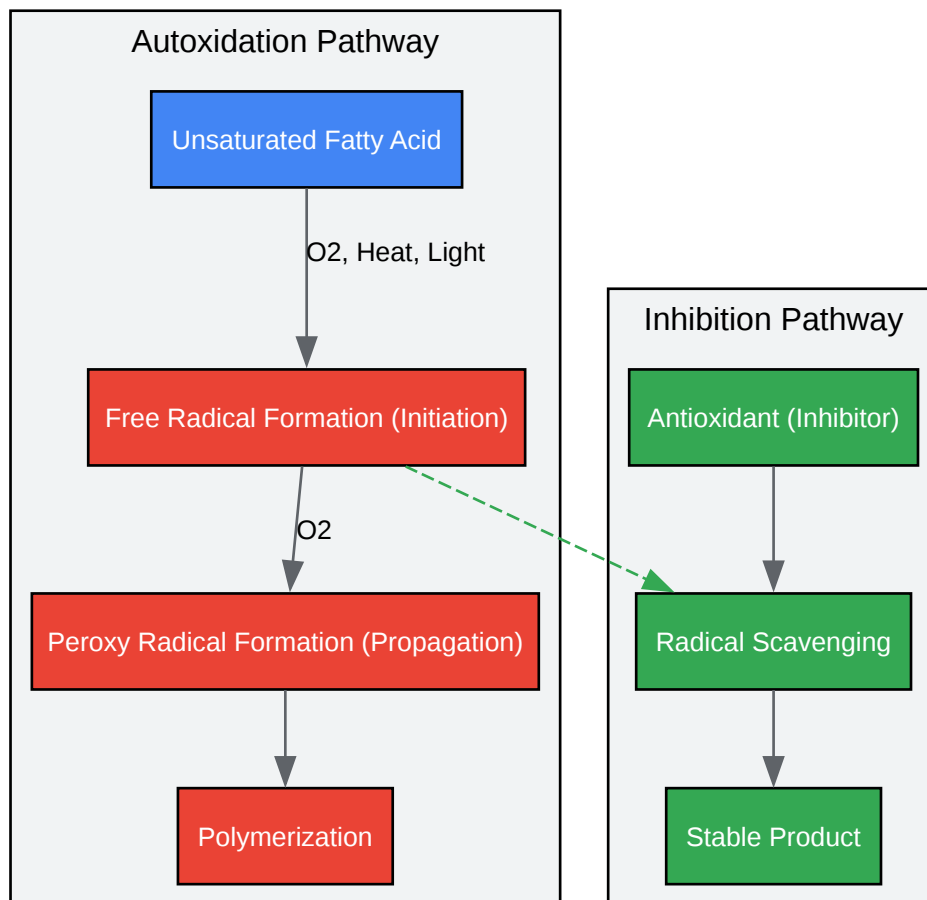 Autoxidation Pathway
Unsaturated Fatty Acid
O2, Heat, Light
Free Radical Formation (Initiation)
O2
Peroxy Radical Formation (Propagation)
Polymerization
Inhibition Pathway
Antioxidant (Inhibitor)
Radical Scavenging
Stable Product